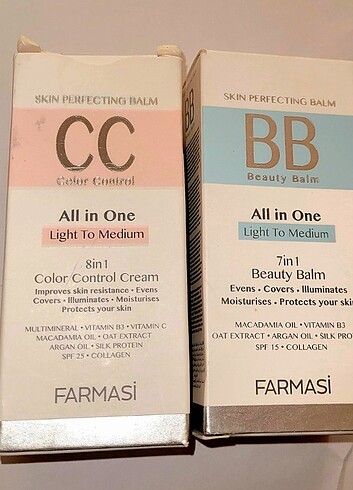 SKIN PERFECTING BALM
CC
Color Control
All in One
Light To Medium
8in1
Color Control Cream
Improves skin resistance • Evens
Covers • Illuminates • Moisturises
Protects your skin
MULTIMINERAL • VITAMIN B3 • VITAMIN C
MACADAMIA OIL • OAT EXTRACT
ARGAN OIL • SILK PROTEIN
SPF 25 • COLLAGEN
FARMASi
SKIN PERFECTING BALM
BB
Beauty Balm
All in One
Light To Medium
7in1
Beauty Balm
Evens • Covers • Illuminates
Moisturises • Protects your skin
MACADAMIA OIL • VITAMIN B3
OAT EXTRACT • ARGAN OIL • SILK PROTE
SPF 15 • COLLAGEN
FARMASi